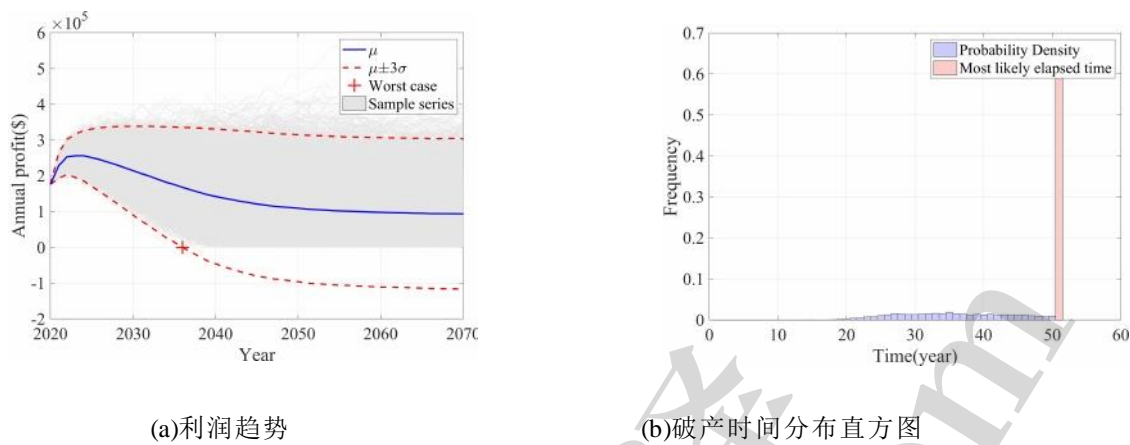 ×10^5
6
5
4
3
2
1
0
-1
-2
2020 2030 2040 2050 2060 2070
Annual profit($)
Year
μ
μ±3σ
Worst case
Sample series
0.7
0.6
0.5
0.4
0.3
0.2
0.1
0
0 10 20 30 40 50 60
Frequency
Time(year)
Probability Density
Most likely elapsed time
(a)利润趋势
(b)破产时间分布直方图